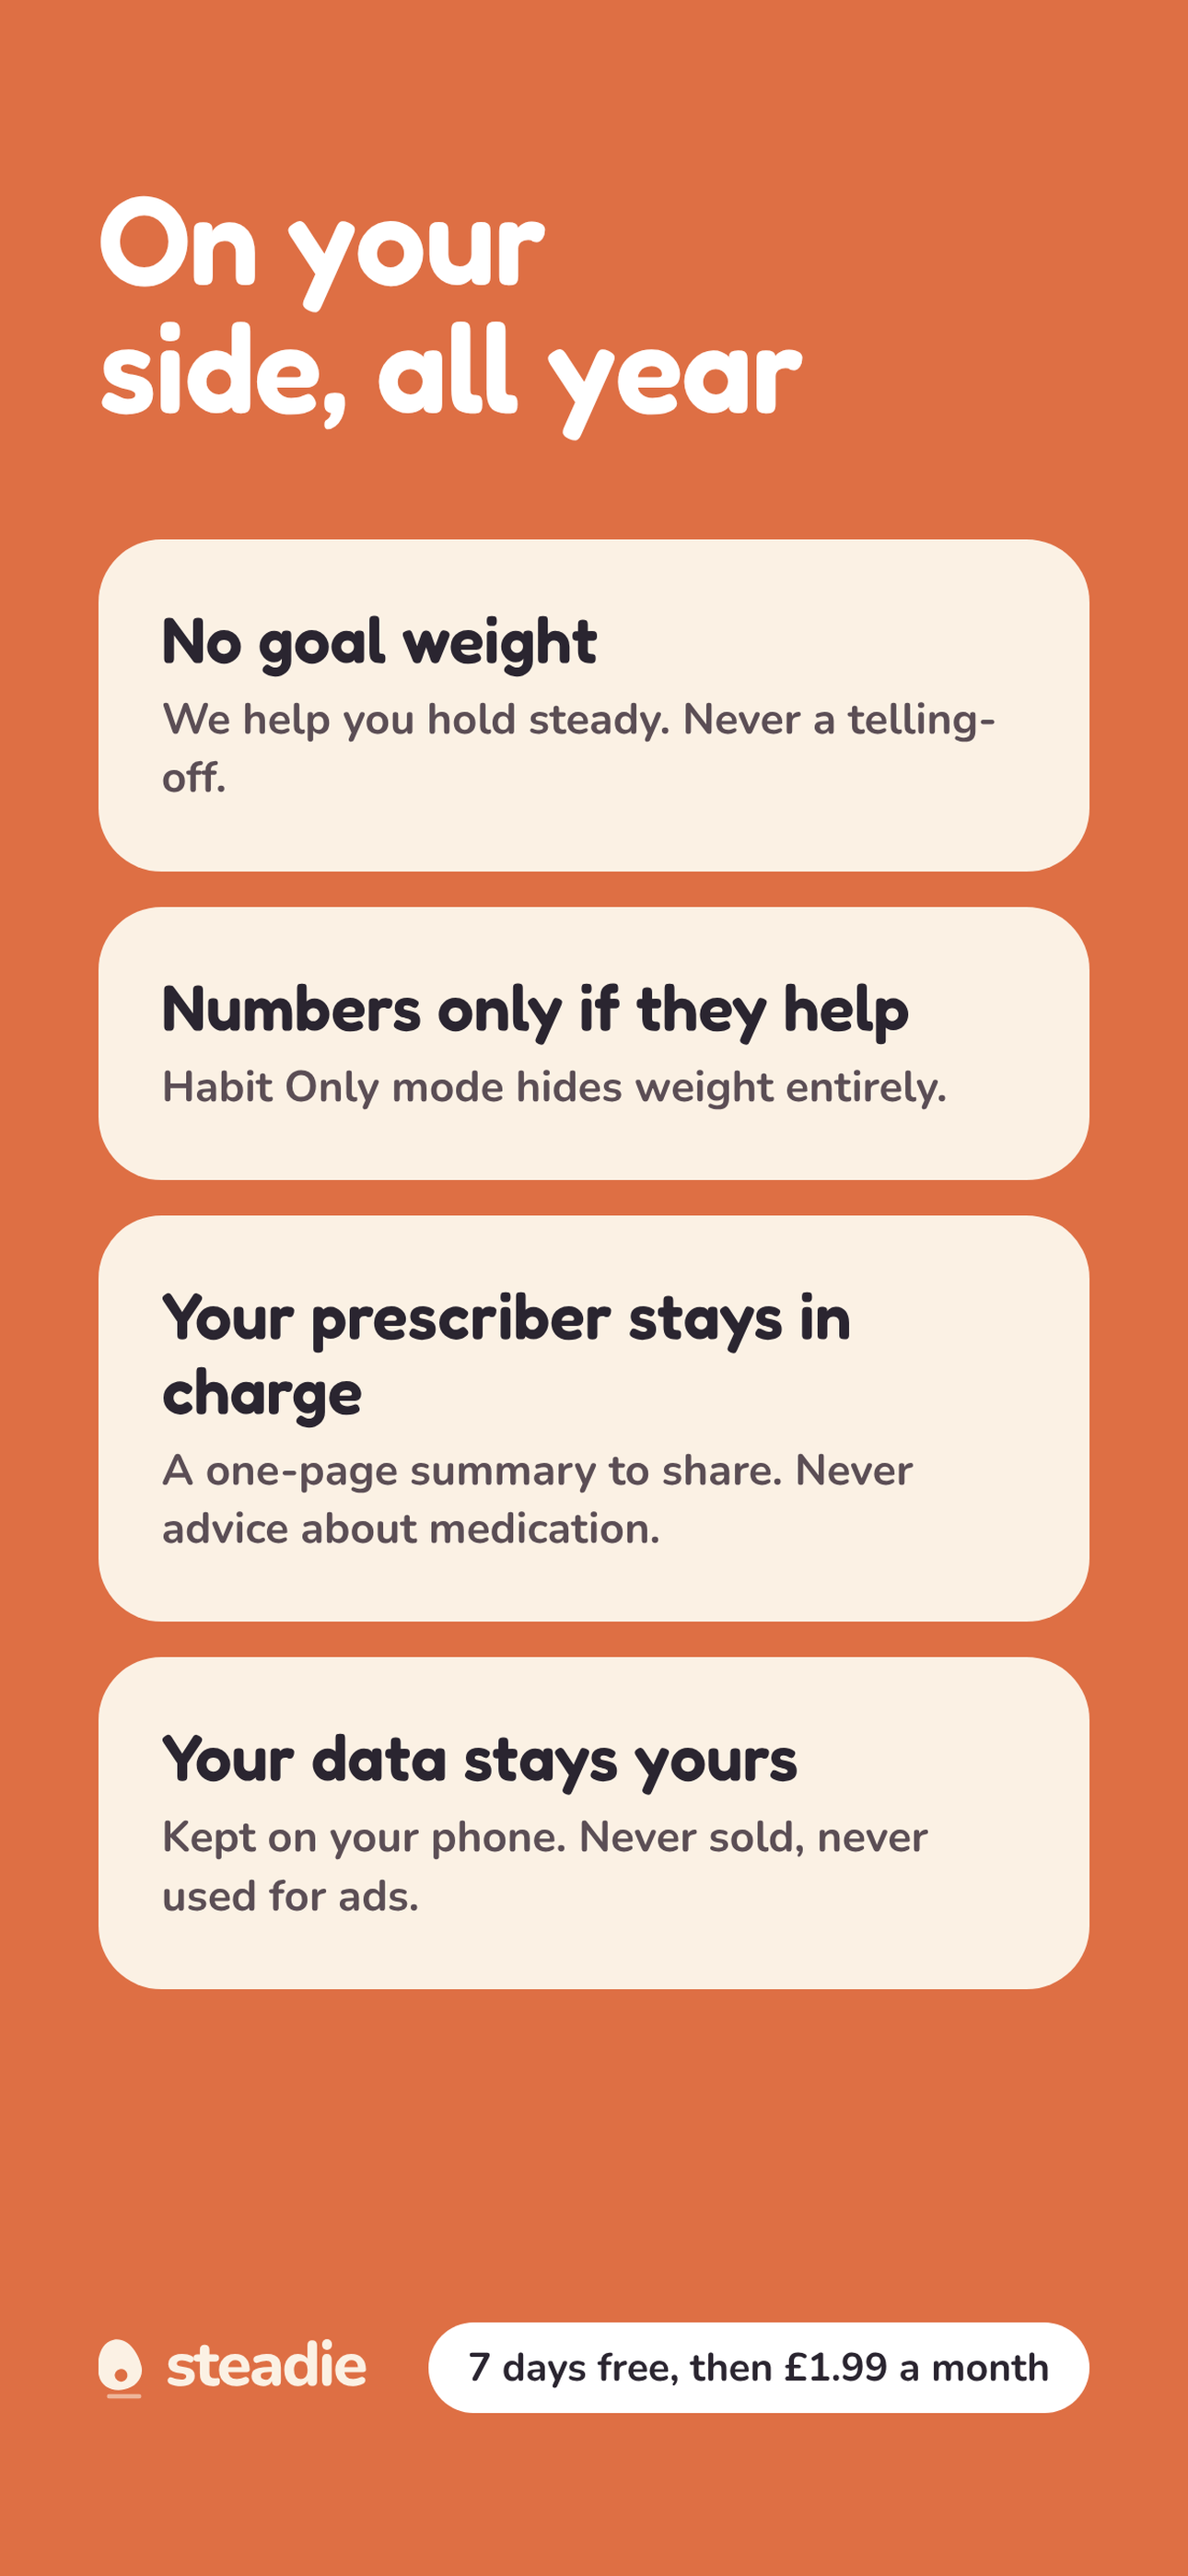 On your
side, all year
No goal weight
We help you hold steady. Never a telling-
off.
Numbers only if they help
Habit Only mode hides weight entirely.
Your prescriber stays in
charge
A one-page summary to share. Never
advice about medication.
Your data stays yours
Kept on your phone. Never sold, never
used for ads.
steadie
7 days free, then £1.99 a month